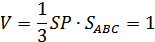 V = 1/3 SP · S_ABC = 1